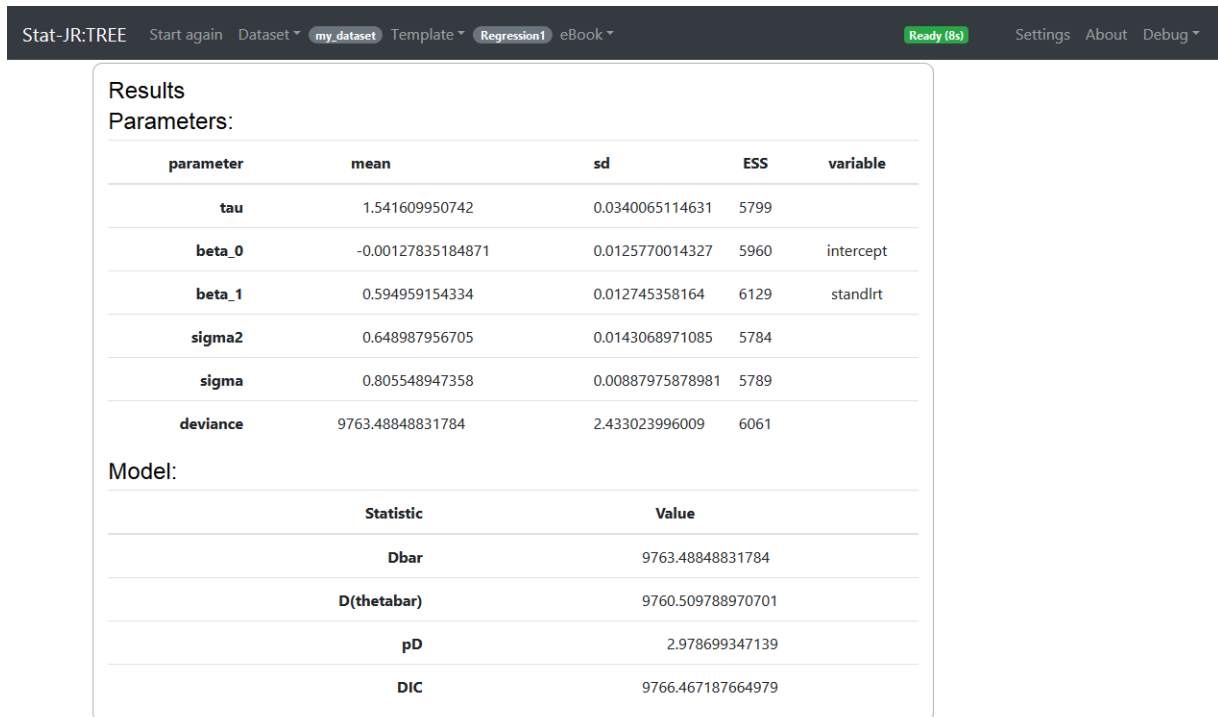 Stat-JR:TREE Start again Dataset my_dataset Template Regression1 eBook Ready (8s) Settings About Debug
Results
Parameters:
parameter mean sd ESS variable
tau 1.541609950742 0.0340065114631 5799
beta_0 -0.00127835184871 0.0125770014327 5960 intercept
beta_1 0.594959154334 0.012745358164 6129 standlrt
sigma2 0.648987956705 0.0143068971085 5784
sigma 0.805548947358 0.00887975878981 5789
deviance 9763.48848831784 2.433023996009 6061
Model:
Statistic Value
Dbar 9763.48848831784
D(thetabar) 9760.509788970701
pD 2.978699347139
DIC 9766.467187664979